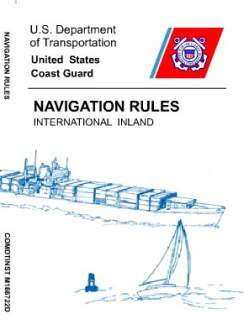 U.S. Department
of Transportation
United States
Coast Guard
NAVIGATION RULES
INTERNATIONAL INLAND
NAVIGATION RULES
COMDTINST M16672D